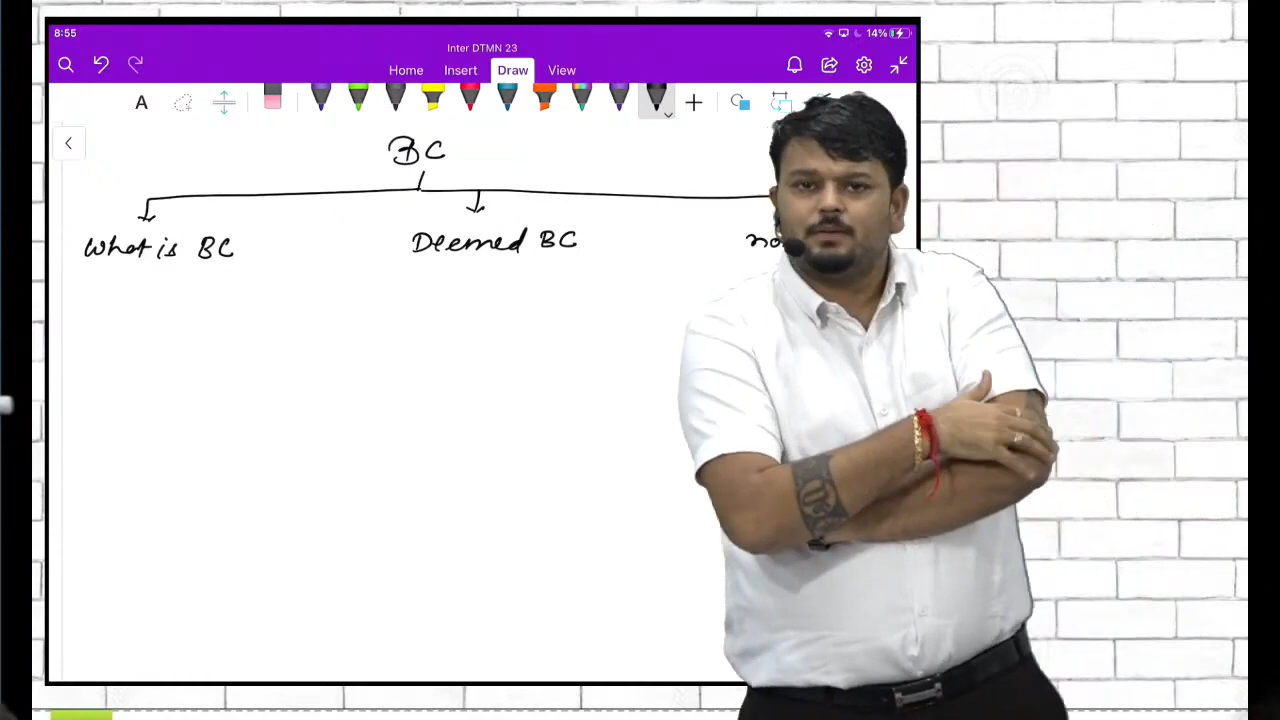 8:55
14%
Inter DTMN 23
Home Insert Draw View
A
BC
What is BC Deemed BC